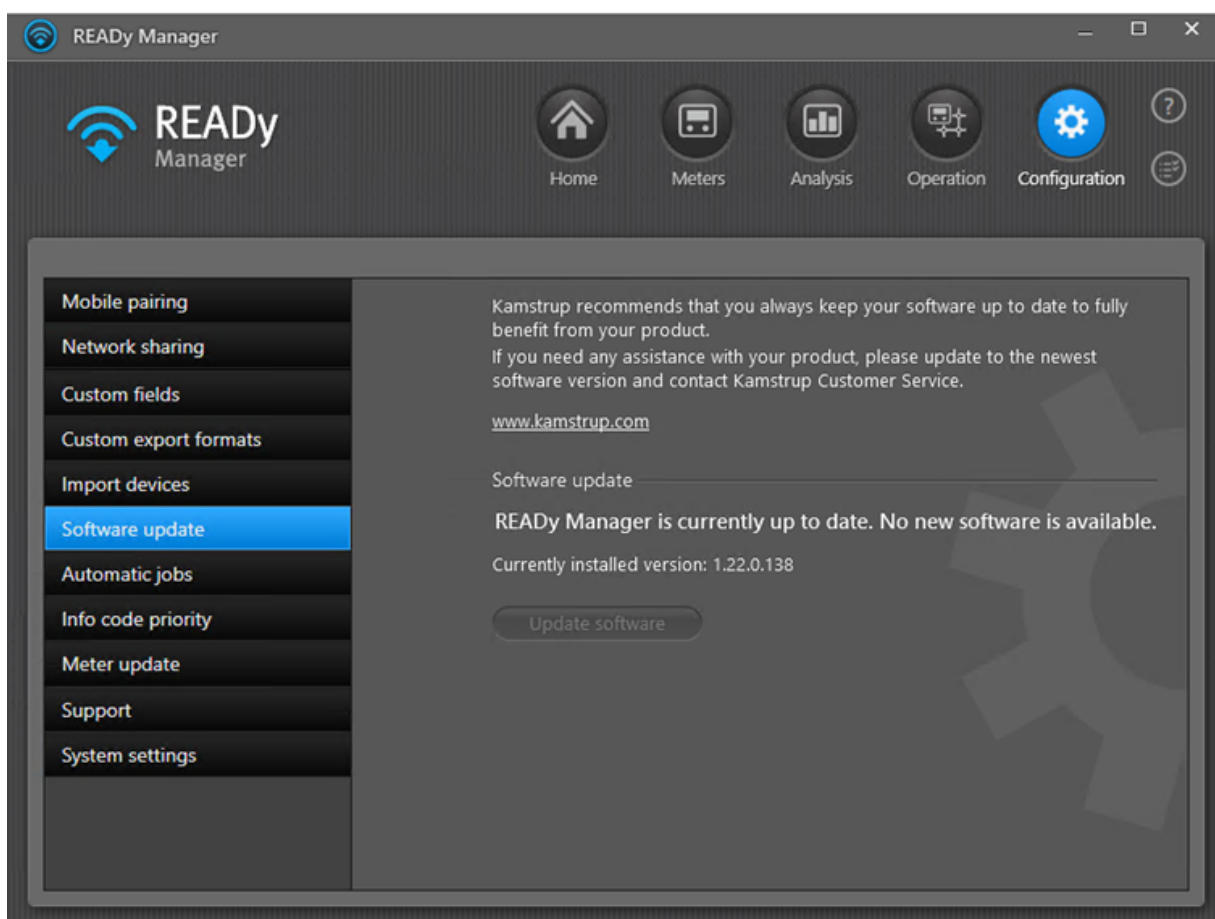 READy Manager
READy
Manager
Home
Meters
Analysis
Operation
Configuration
?
Mobile pairing
Network sharing
Custom fields
Custom export formats
Import devices
Software update
Automatic jobs
Info code priority
Meter update
Support
System settings
Kamstrup recommends that you always keep your software up to date to fully
benefit from your product.
If you need any assistance with your product, please update to the newest
software version and contact Kamstrup Customer Service.
www.kamstrup.com
Software update
READy Manager is currently up to date. No new software is available.
Currently installed version: 1.22.0.138
Update software